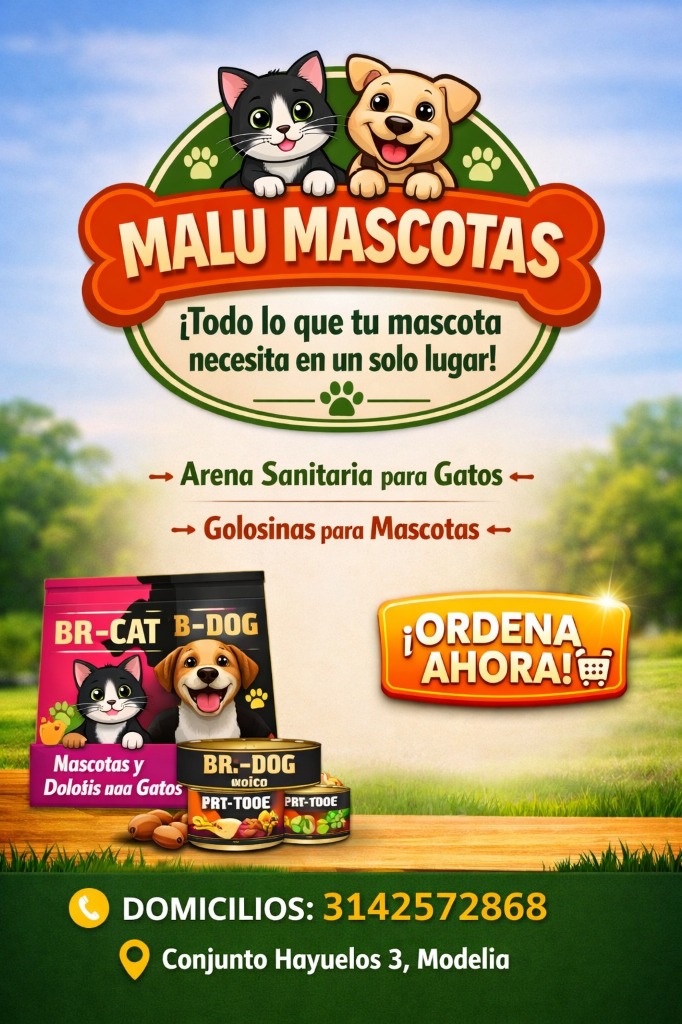 MALU MASCOTAS
¡Todo lo que tu mascota
necesita en un solo lugar!
Arena Sanitaria para Gatos
Golosinas para Mascotas
BR-CAT
B-DOG
¡ORDENA
AHORA!
Mascotas y
Dolośis naa Gatos
BR.-DOG
PRT-TOOE
PRT-TOOE
DOMICILIOS: 3142572868
Conjunto Hayuelos 3, Modelia